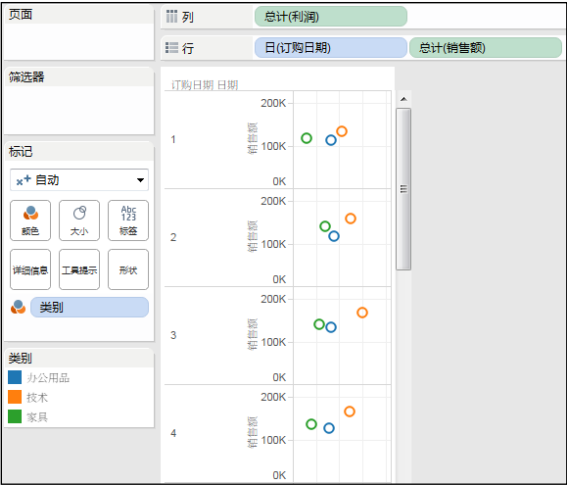 页面
列
总计(利润)
行
日(订购日期)
总计(销售额)
筛选器
标记
自动
颜色
大小
Abc
123
标签
详细信息
工具提示
形状
类别
类别
办公用品
技术
家具
订购日期 日期
1
销售额
200K
100K
0K
2
销售额
200K
100K
0K
3
销售额
200K
100K
0K
4
销售额
200K
100K
0K